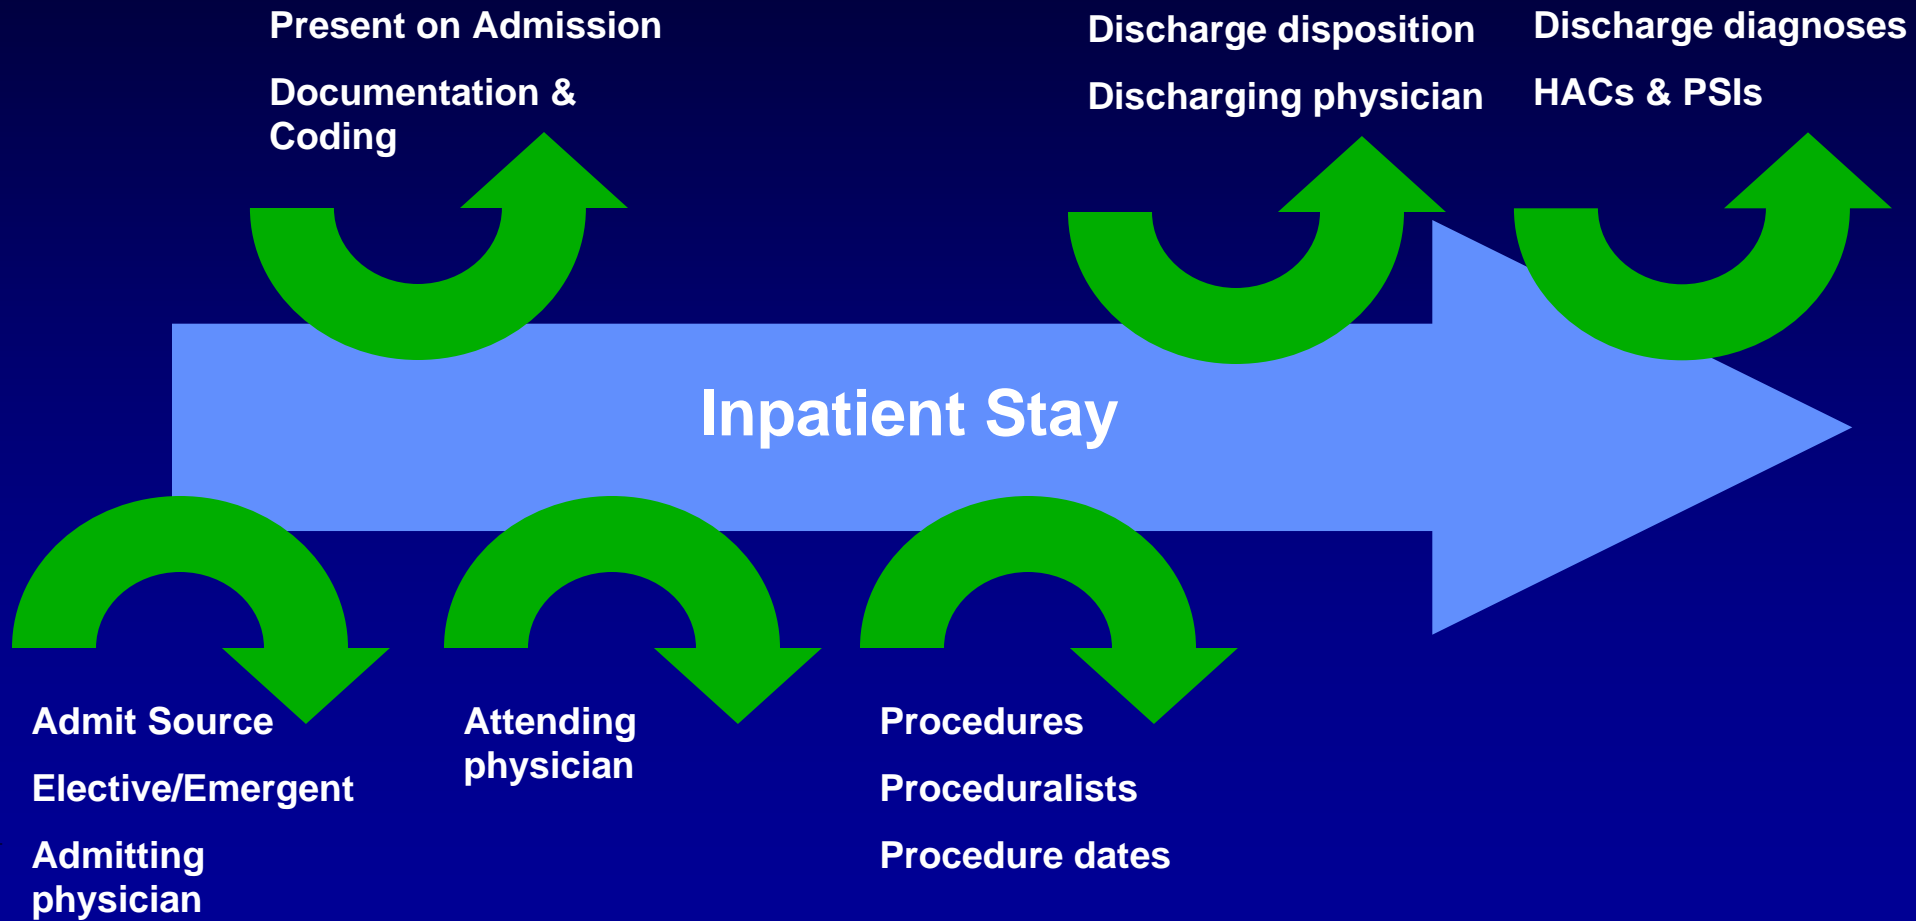 Present on Admission
Documentation &
Coding
Discharge disposition
Discharging physician
Discharge diagnoses
HACs & PSIs
Inpatient Stay
Admit Source
Elective/Emergent
Admitting
physician
Attending
physician
Procedures
Proceduralists
Procedure dates